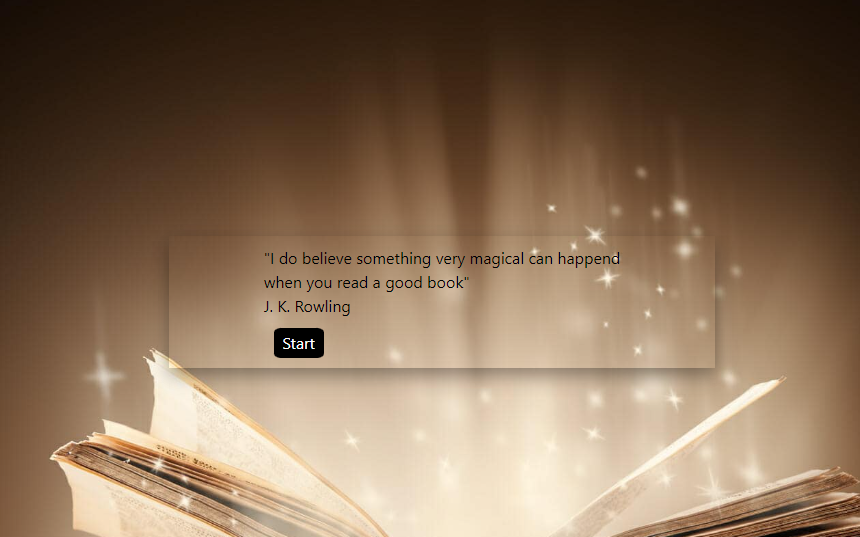 "I do believe something very magical can happend
when you read a good book"
J. K. Rowling
Start